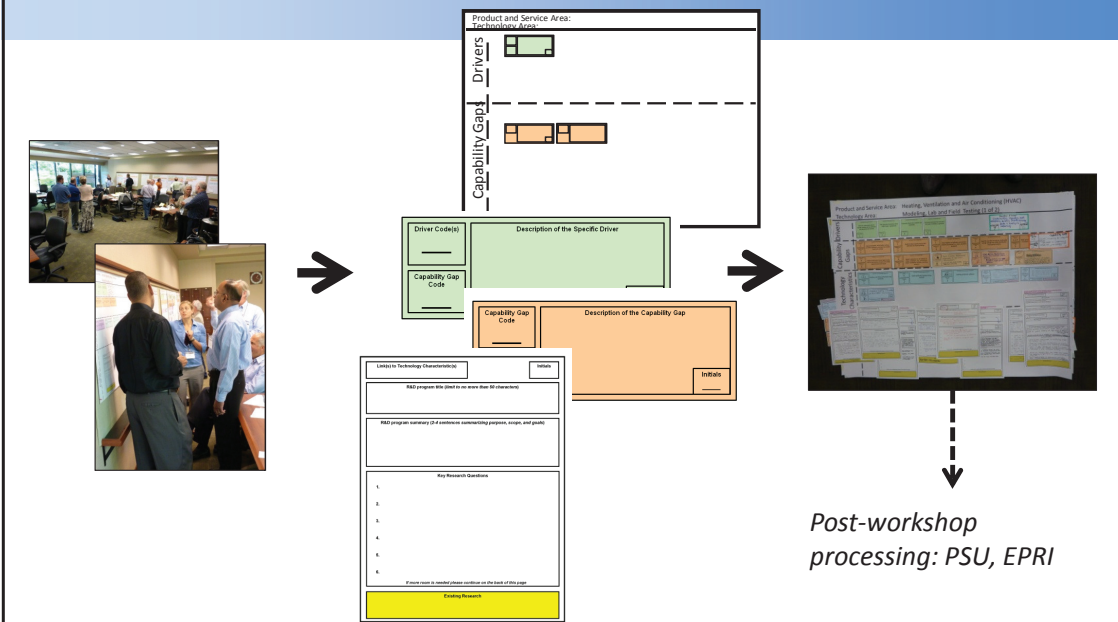 Product and Service Area:
Technology Area:
Drivers
Capability Gaps
Driver Code(s)
Description of the Specific Driver
Capability Gap
Code
Capability Gap
Code
Description of the Capability Gap
Initials
Link(s) to Technology Characteristic(s)
Initials
R&D program title (limit to no more than 50 characters)
R&D program summary (2-4 sentences summarizing purpose, scope, and goals)
Key Research Questions
1.
2.
3.
4.
5.
6.
If more room is needed please continue on the back of this page
Existing Research
Product and Service Area: Heating, Ventilation and Air Conditioning (HVAC)
Technology Area: Modeling, Lab and Field Testing (1 of 2)
Drivers
Capability
Gaps
Technology
Characteristics
Post-workshop
processing: PSU, EPRI